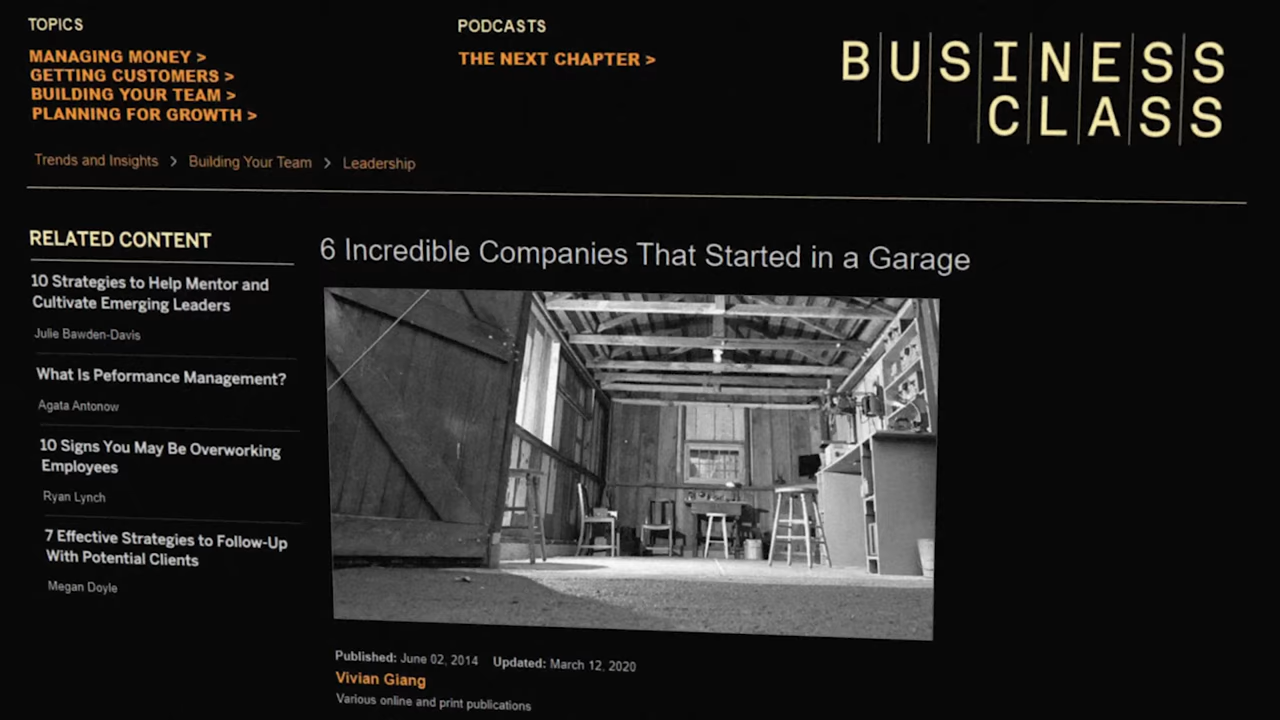 TOPICS
MANAGING MONEY >
GETTING CUSTOMERS >
BUILDING YOUR TEAM >
PLANNING FOR GROWTH >
PODCASTS
THE NEXT CHAPTER >
BUSINESS
CLASS
Trends and Insights > Building Your Team > Leadership
RELATED CONTENT
10 Strategies to Help Mentor and
Cultivate Emerging Leaders
Julie Bawden-Davis
What Is Peformance Management?
Agata Antonow
10 Signs You May Be Overworking
Employees
Ryan Lynch
7 Effective Strategies to Follow-Up
With Potential Clients
Megan Doyle
6 Incredible Companies That Started in a Garage
Published: June 02, 2014 Updated: March 12, 2020
Vivian Giang
Various online and print publications